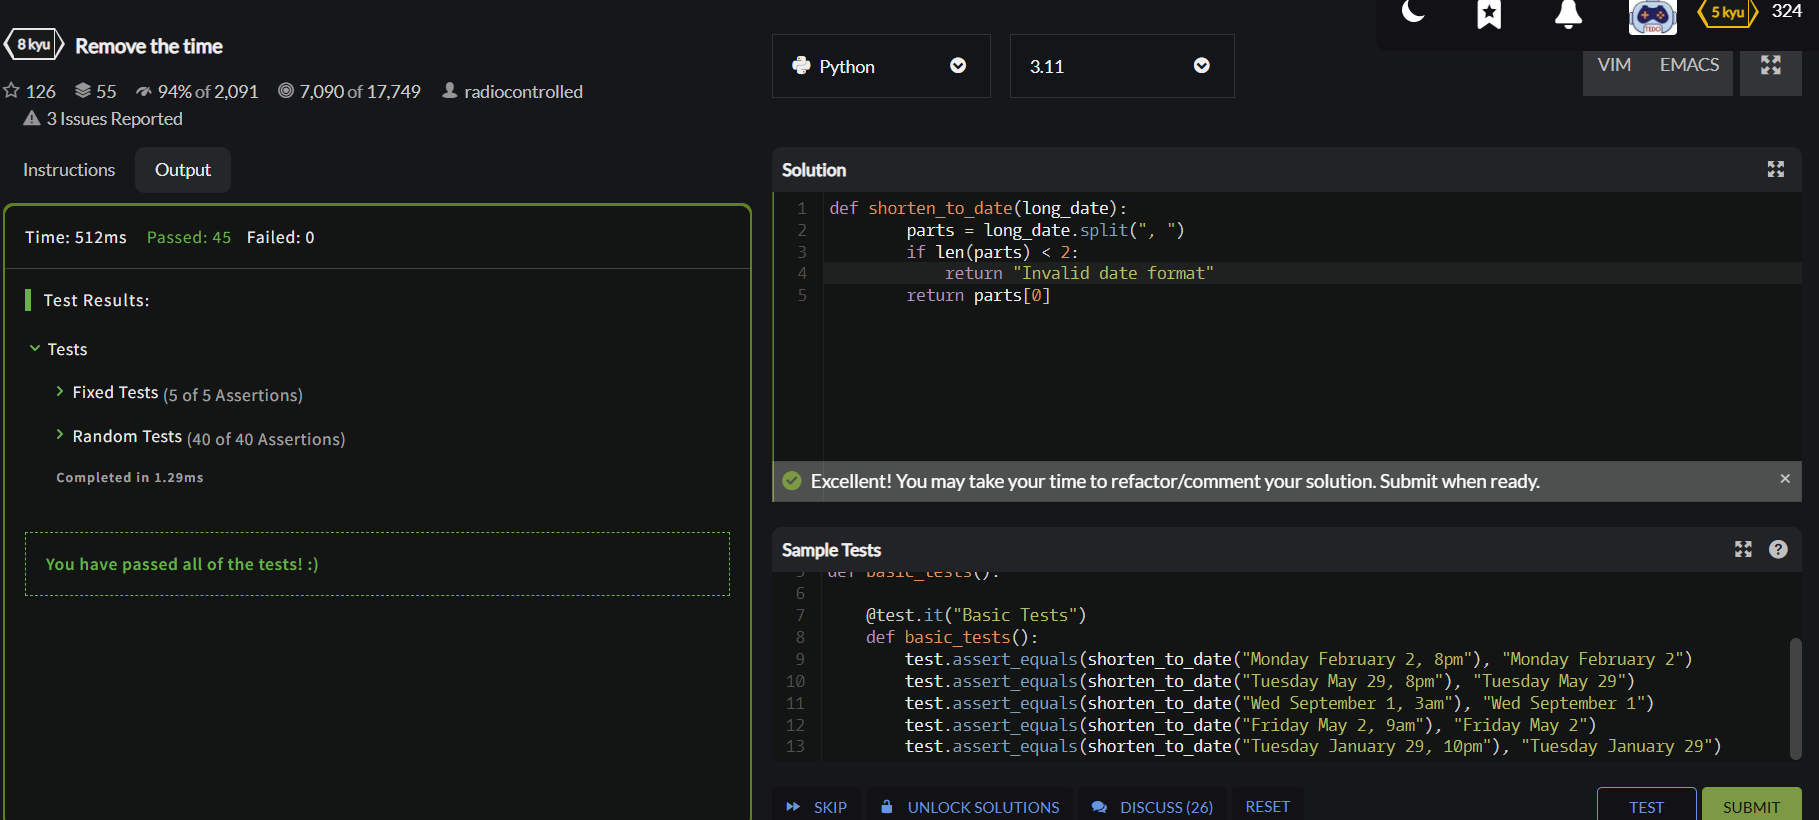 8 kyu Remove the time
126 55 94% of 2,091 7,090 of 17,749 radiocontrolled
3 Issues Reported
Instructions Output
Time: 512ms Passed: 45 Failed: 0
Test Results:
Tests
Fixed Tests (5 of 5 Assertions)
Random Tests (40 of 40 Assertions)
Completed in 1.29ms
You have passed all of the tests! :)
Python 3.11
5 kyu 324
VIM EMACS
Solution
1 def shorten_to_date(long_date):
2 parts = long_date.split(", ")
3 if len(parts) < 2:
4 return "Invalid date format"
5 return parts[0]
Excellent! You may take your time to refactor/comment your solution. Submit when ready. ×
Sample Tests
5 def basic_tests():
6
7 @test.it("Basic Tests")
8 def basic_tests():
9 test.assert_equals(shorten_to_date("Monday February 2, 8pm"), "Monday February 2")
10 test.assert_equals(shorten_to_date("Tuesday May 29, 8pm"), "Tuesday May 29")
11 test.assert_equals(shorten_to_date("Wed September 1, 3am"), "Wed September 1")
12 test.assert_equals(shorten_to_date("Friday May 2, 9am"), "Friday May 2")
13 test.assert_equals(shorten_to_date("Tuesday January 29, 10pm"), "Tuesday January 29")
SKIP UNLOCK SOLUTIONS DISCUSS (26) RESET TEST SUBMIT